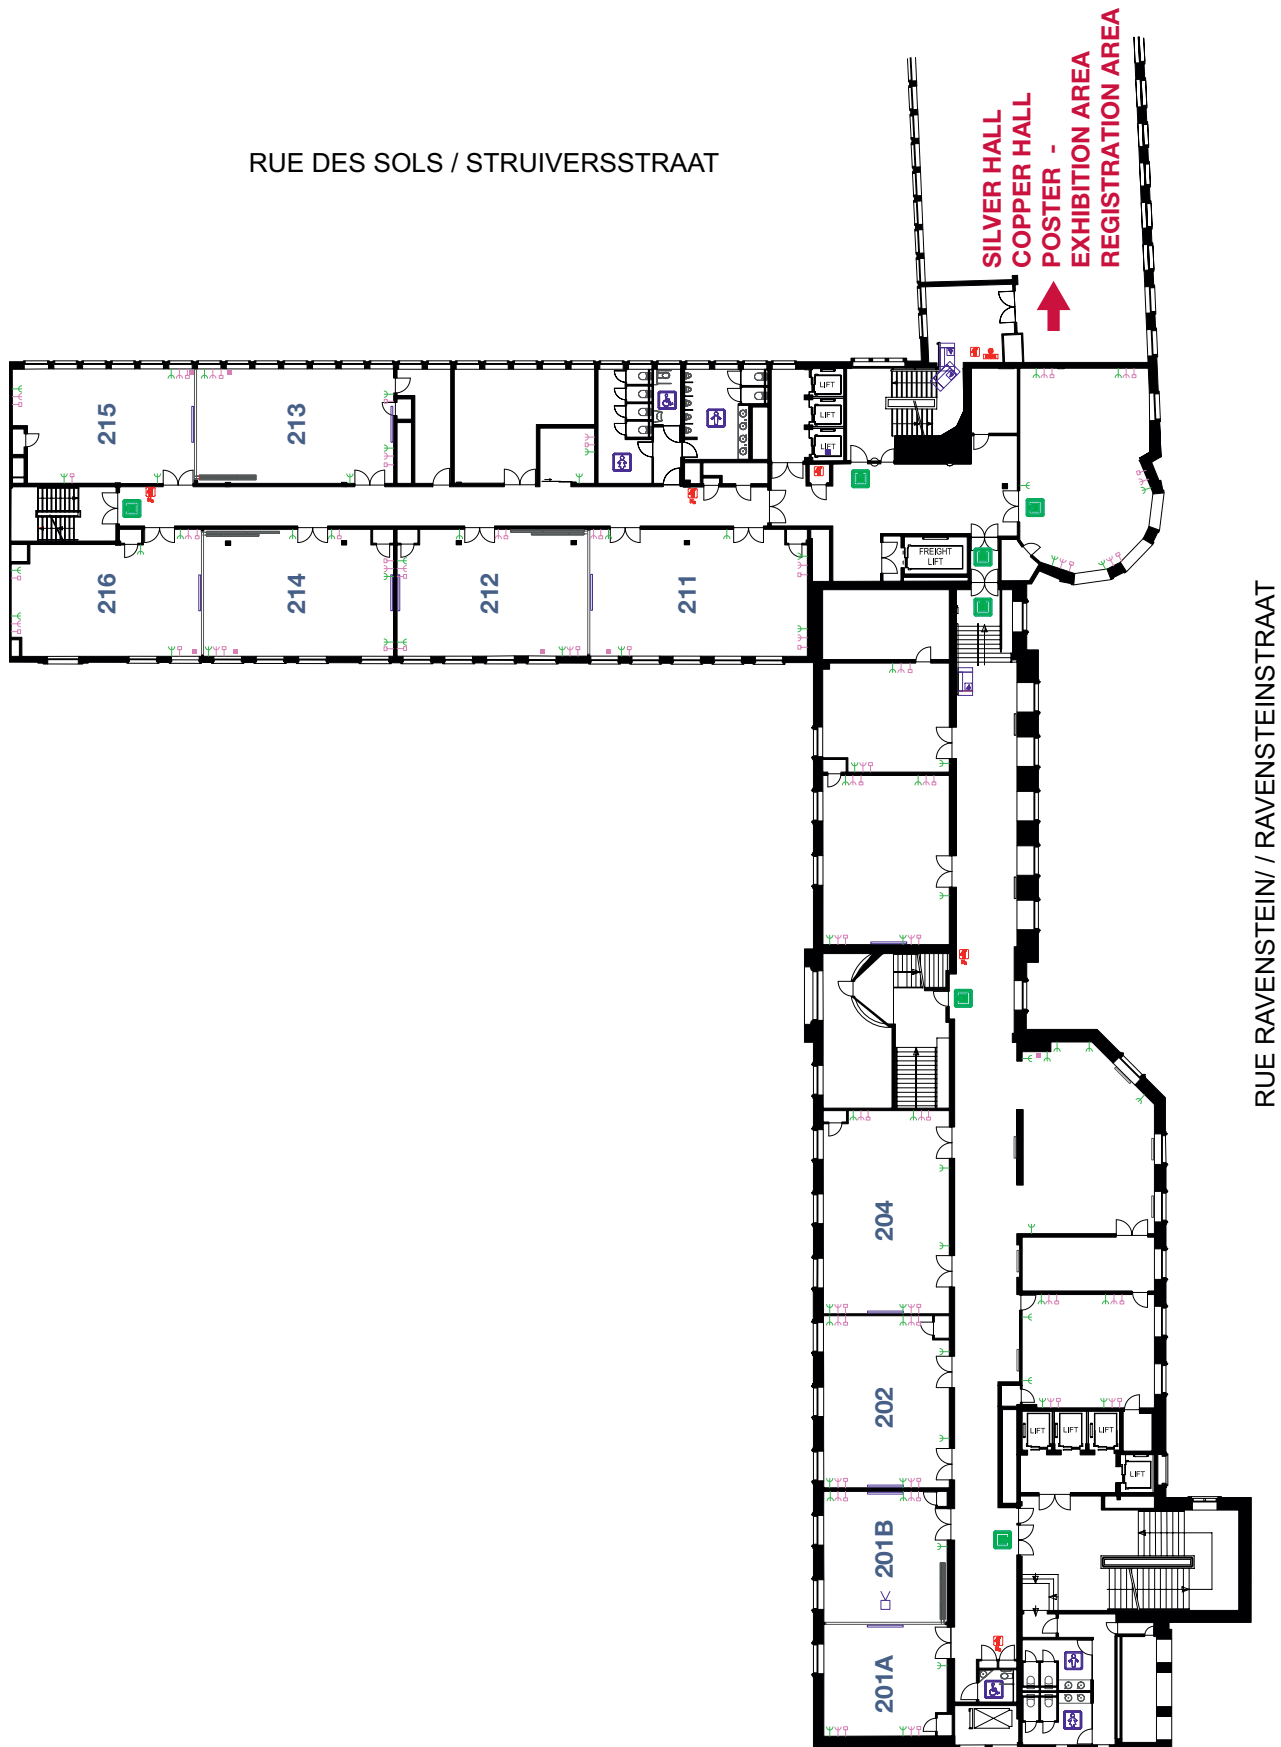 RUE DES SOLS / STRUIVERSSTRAAT
SILVER HALL
COPPER HALL
POSTER -
EXHIBITION AREA
REGISTRATION AREA
215
213
LIFT
LIFT
LIFT
216
214
212
211
FREIGHT
LIFT
RUE RAVENSTEIN/ / RAVENSTEINSTRAAT
204
202
LIFT
LIFT
LIFT
LIFT
201B
201A